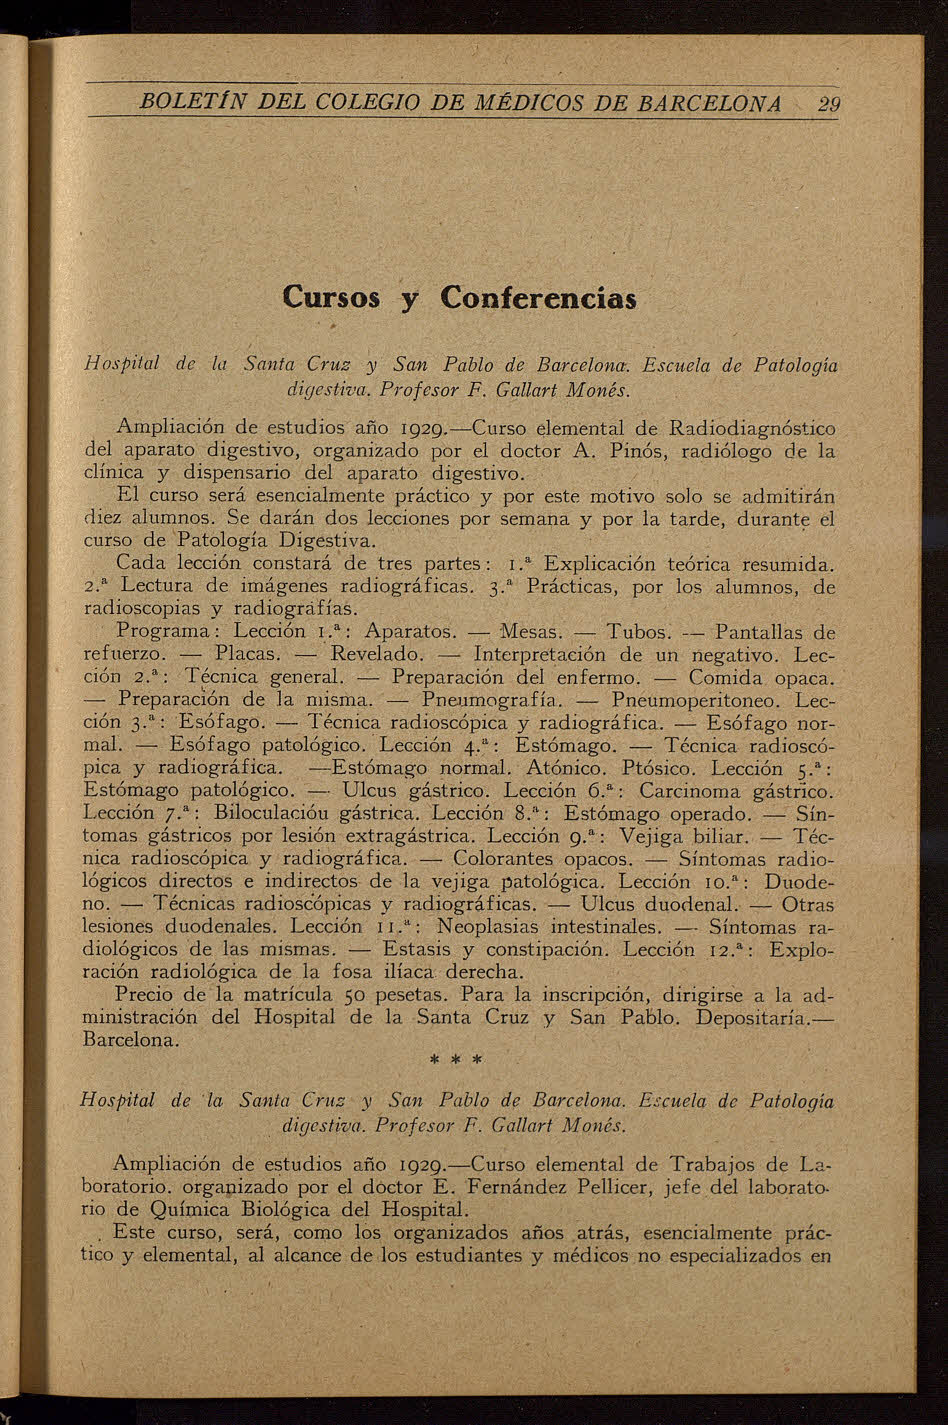 BOLETÍN DEL COLEGIO DE MÉDICOS DE BARCELONA 29
Cursos y Conferencias
Hospital de la Santa Cruz y San Pablo de Barcelona. Escuela de Patología
digestiva. Profesor F. Gallart Monés.
Ampliación de estudios año 1929.—Curso elemental de Radiodiagnóstico
del aparato digestivo, organizado por el doctor A. Pinós, radiólogo de la
clínica y dispensario del aparato digestivo.
El curso será esencialmente práctico y por este motivo solo se admitirán
diez alumnos. Se darán dos lecciones por semana y por la tarde, durante el
curso de Patología Digestiva.
Cada lección constará de tres partes: 1.ª Explicación teórica resumida.
2.ª Lectura de imágenes radiográficas. 3.ª Prácticas, por los alumnos, de
radioscopias y radiografías.
Programa: Lección 1.ª: Aparatos. — Mesas. — Tubos. — Pantallas de
refuerzo. — Placas. — Revelado. — Interpretación de un negativo. Lec-
ción 2.ª: Técnica general. — Preparación del enfermo. — Comida opaca.
— Preparación de la misma. — Pneumografía. — Pneumoperitoneo. Lec-
ción 3.ª: Esófago. — Técnica radioscópica y radiográfica. — Esófago nor-
mal. — Esófago patológico. Lección 4.ª: Estómago. — Técnica radioscó-
pica y radiográfica. —Estómago normal. Atónico. Ptósico. Lección 5.ª:
Estómago patológico. — Ulcus gástrico. Lección 6.ª: Carcinoma gástrico.
Lección 7.ª: Biloculacióu gástrica. Lección 8.ª: Estómago operado. — Sín-
tomas gástricos por lesión extragástrica. Lección 9.ª: Vejiga biliar. — Téc-
nica radioscópica y radiográfica. — Colorantes opacos. — Síntomas radio-
lógicos directos e indirectos de la vejiga patológica. Lección 10.ª: Duode-
no. — Técnicas radioscópicas y radiográficas. — Ulcus duodenal. — Otras
lesiones duodenales. Lección 11.ª: Neoplasias intestinales. — Síntomas ra-
diológicos de las mismas. — Estasis y constipación. Lección 12.ª: Explo-
ración radiológica de la fosa ilíaca derecha.
Precio de la matrícula 50 pesetas. Para la inscripción, dirigirse a la ad-
ministración del Hospital de la Santa Cruz y San Pablo. Depositaría.—
Barcelona.
* * *
Hospital de la Santa Cruz y San Pablo de Barcelona. Escuela de Patología
digestiva. Profesor F. Gallart Monés.
Ampliación de estudios año 1929.—Curso elemental de Trabajos de La-
boratorio. organizado por el doctor E. Fernández Pellicer, jefe del laborato-
rio de Química Biológica del Hospital.
Este curso, será, como los organizados años atrás, esencialmente prác-
tico y elemental, al alcance de los estudiantes y médicos no especializados en